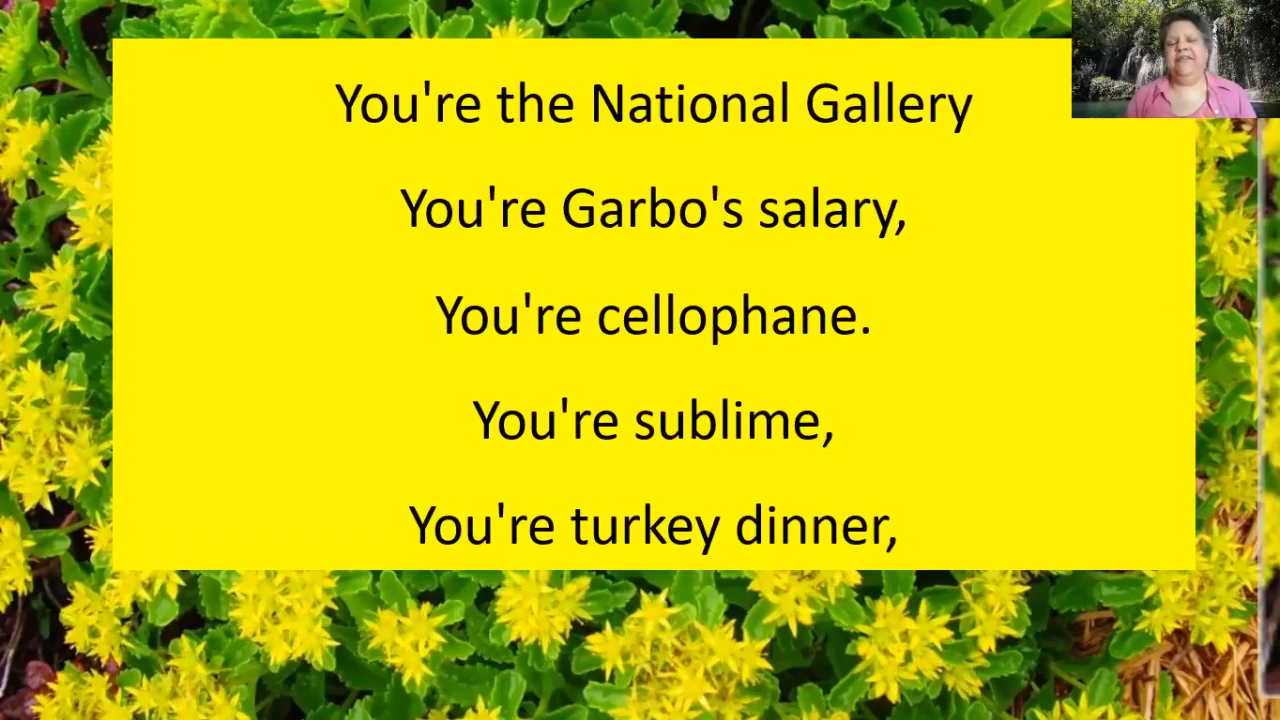 You're the National Gallery
You're Garbo's salary,
You're cellophane.
You're sublime,
You're turkey dinner,